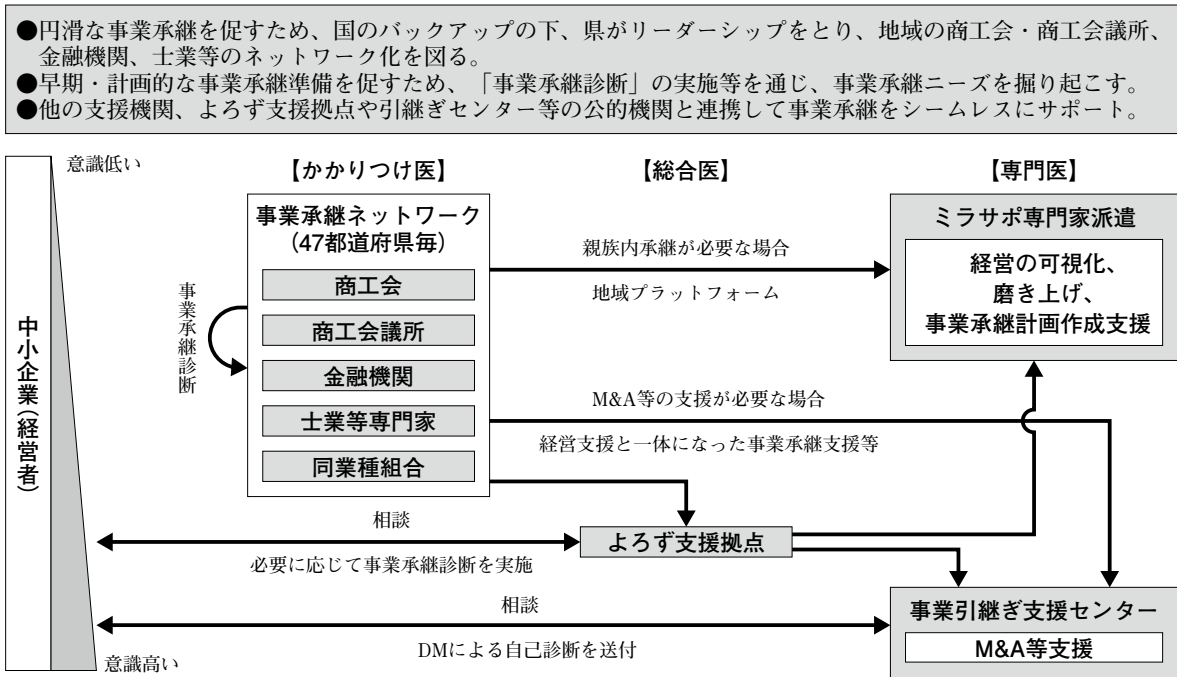 ●円滑な事業承継を促すため、国のバックアップの下、県がリーダーシップをとり、地域の商工会・商工会議所、
金融機関、士業等のネットワーク化を図る。
●早期・計画的な事業承継準備を促すため、「事業承継診断」の実施等を通じ、事業承継ニーズを掘り起こす。
●他の支援機関、よろず支援拠点や引継ぎセンター等の公的機関と連携して事業承継をシームレスにサポート。
意識低い
中小企業(経営者)
意識高い
【かかりつけ医】
【総合医】
【専門医】
事業承継ネットワーク
(47都道府県毎)
商工会
商工会議所
金融機関
士業等専門家
同業種組合
事業承継診断
親族内承継が必要な場合
地域プラットフォーム
ミラサポ専門家派遣
経営の可視化、
磨き上げ、
事業承継計画作成支援
M&A等の支援が必要な場合
経営支援と一体になった事業承継支援等
相談
必要に応じて事業承継診断を実施
よろず支援拠点
相談
DMによる自己診断を送付
事業引継ぎ支援センター
M&A等支援